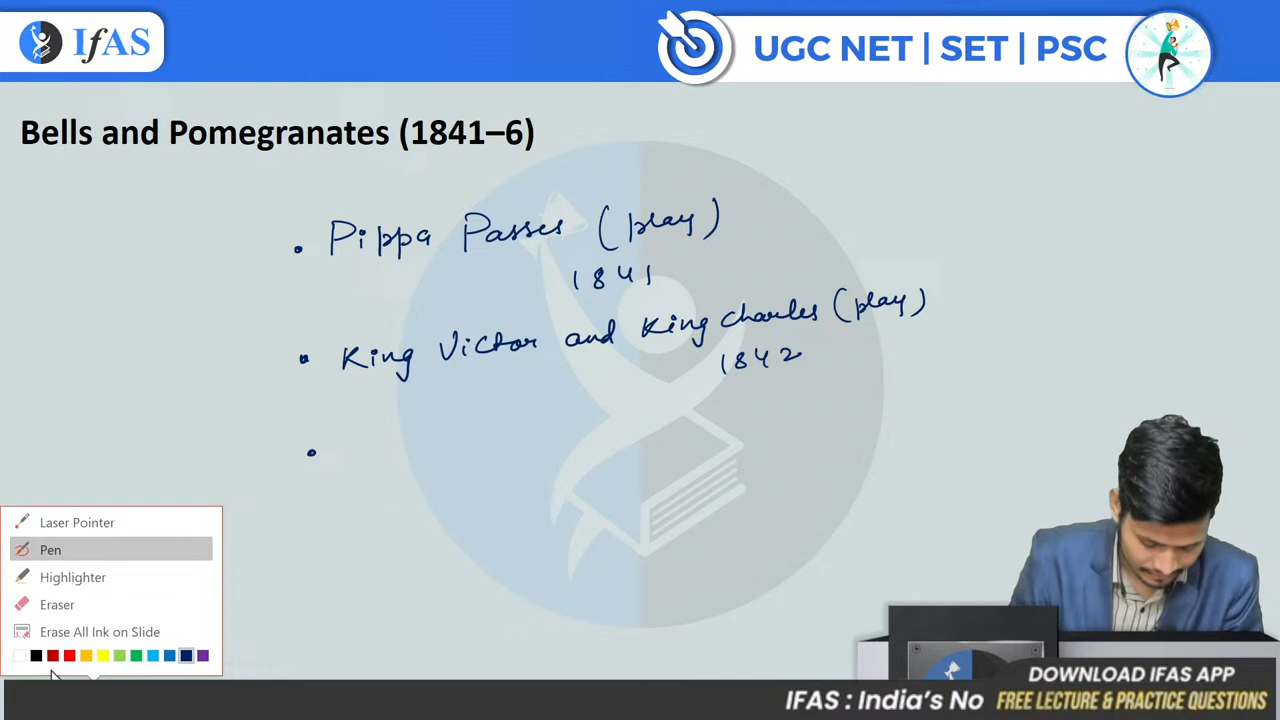 IfAS
UGC NET | SET | PSC
Bells and Pomegranates (1841–6)
• Pippa Passes (play)
1841
• King Victor and King Charles (play)
1842
•
Laser Pointer
Pen
Highlighter
Eraser
Erase All Ink on Slide
DOWNLOAD IFAS APP
IFAS : India's No FREE LECTURE & PRACTICE QUESTIONS